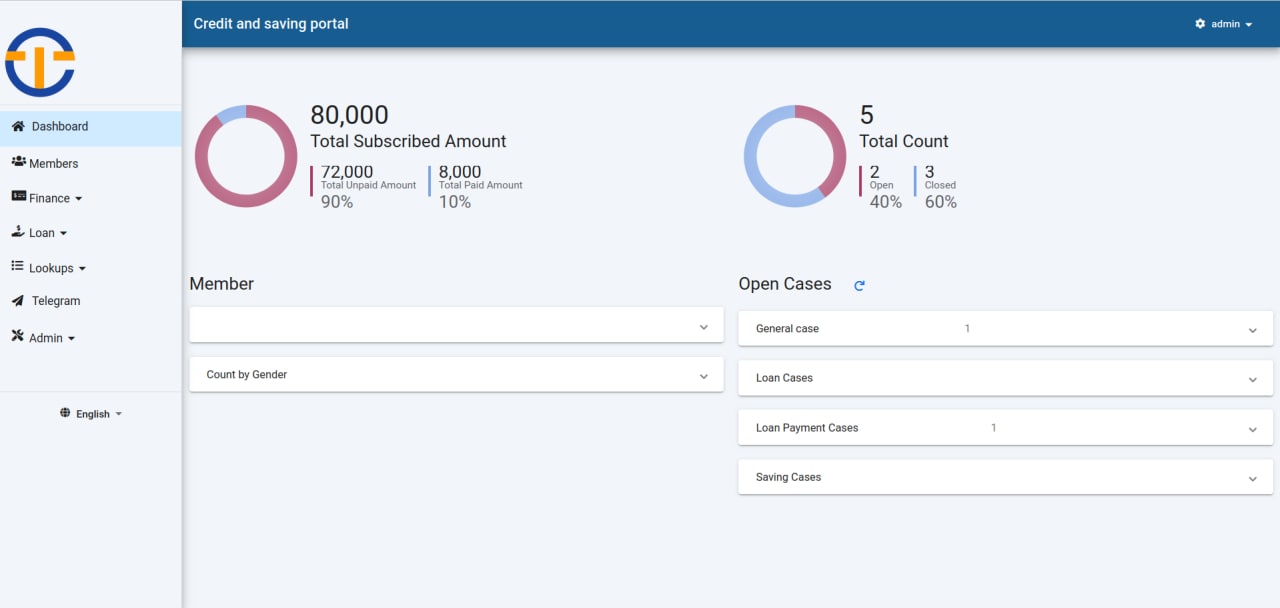 Credit and saving portal
admin
Dashboard
Members
Finance
Loan
Lookups
Telegram
Admin
English
80,000
Total Subscribed Amount
72,000
Total Unpaid Amount
90%
8,000
Total Paid Amount
10%
5
Total Count
2
Open
40%
3
Closed
60%
Member
Count by Gender
Open Cases
General case 1
Loan Cases
Loan Payment Cases 1
Saving Cases